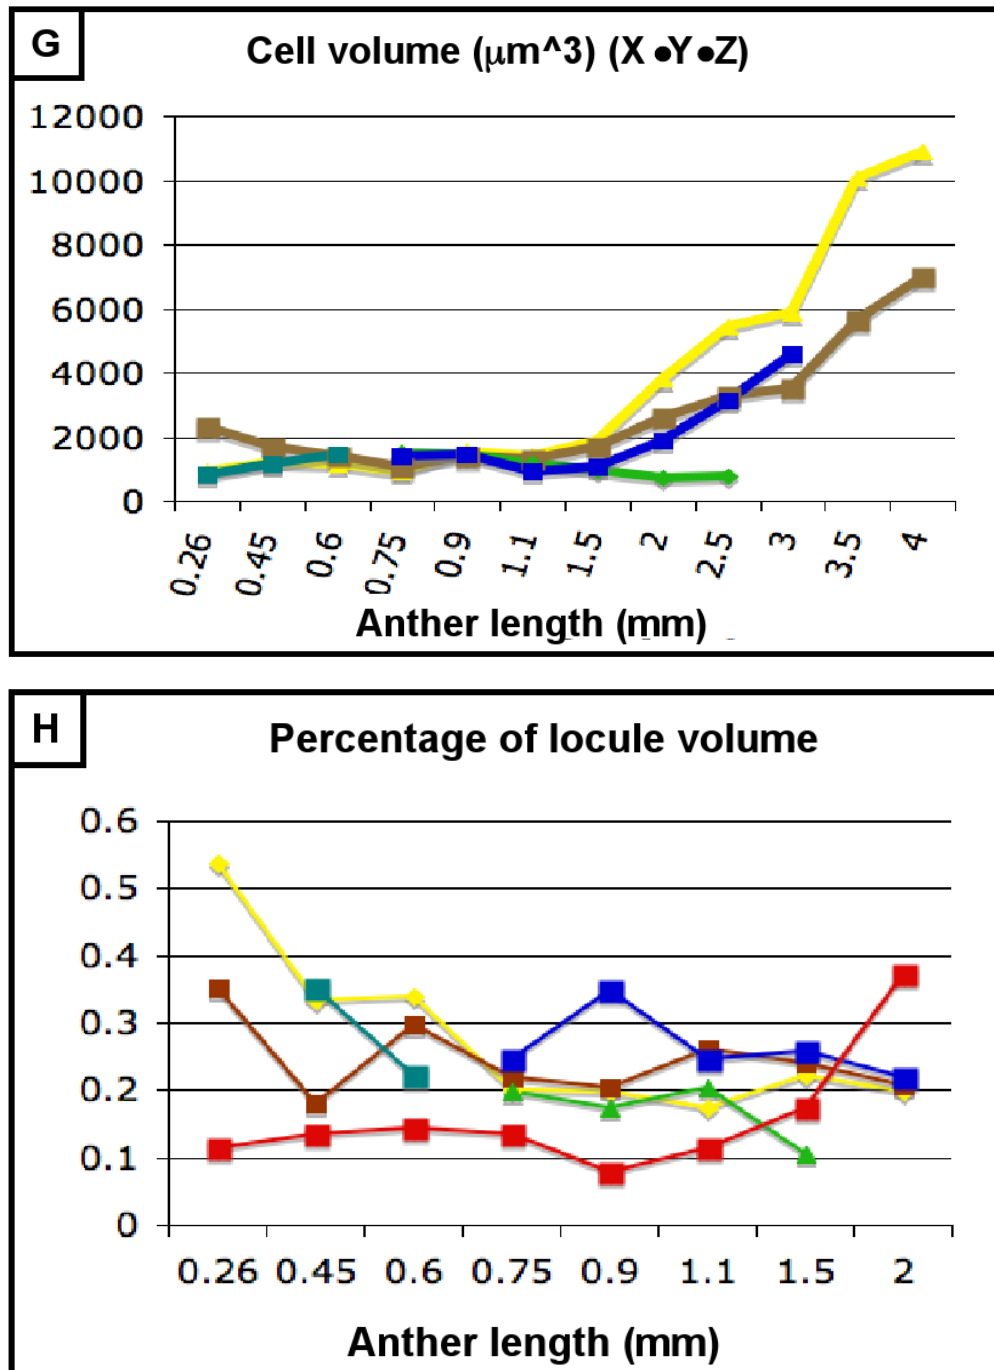 G
Cell volume (μm^3) (X •Y•Z)
12000
10000
8000
6000
4000
2000
0
0.26 0.45 0.6 0.75 0.9 1.1 1.5 2 2.5 3 3.5 4
Anther length (mm)
H
Percentage of locule volume
0.6
0.5
0.4
0.3
0.2
0.1
0
0.26 0.45 0.6 0.75 0.9 1.1 1.5 2
Anther length (mm)